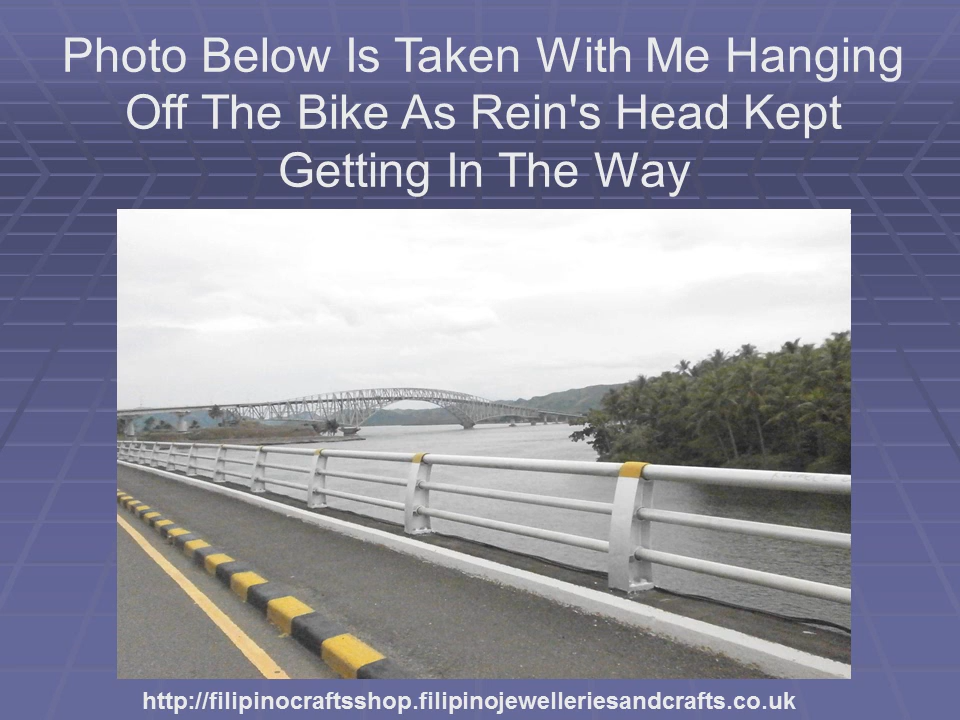 Photo Below Is Taken With Me Hanging
Off The Bike As Rein's Head Kept
Getting In The Way
http://filipinocraftsshop.filipinojewelleriesandcrafts.co.uk